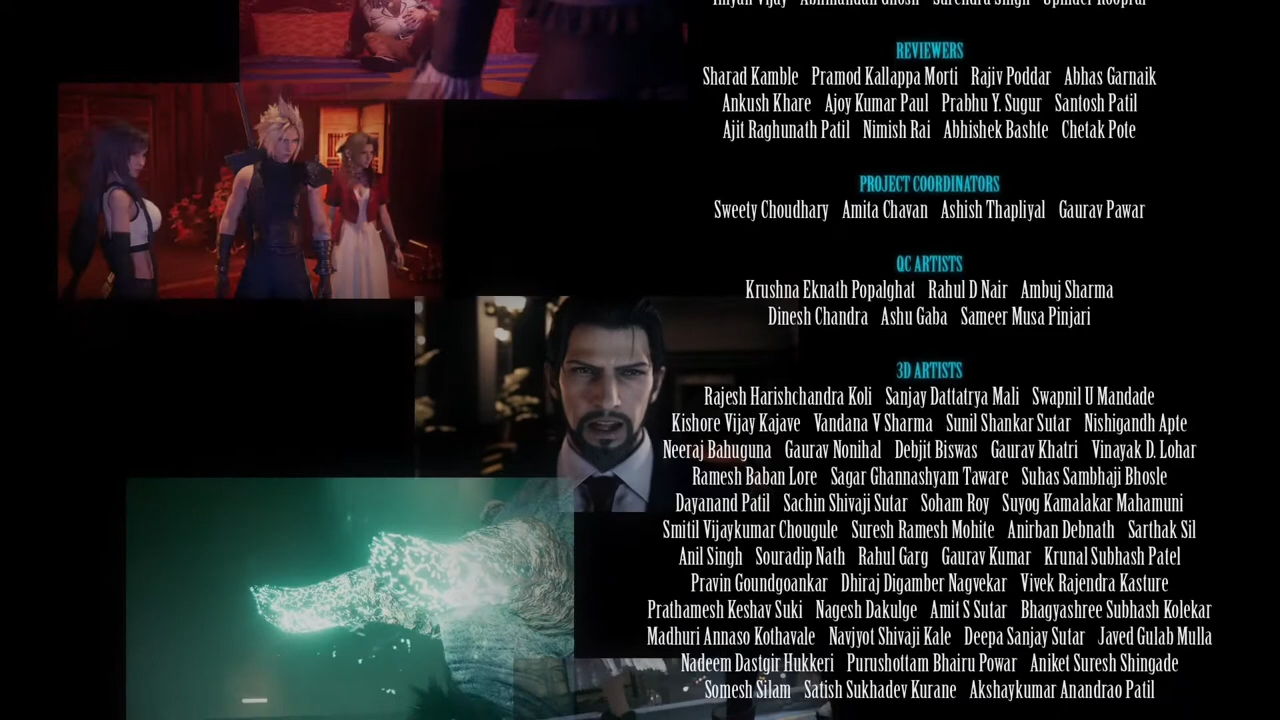 REVIEWERS
Sharad Kamble Pramod Kallappa Morti Rajiv Poddar Abhas Garnaik
Ankush Khare Ajoy Kumar Paul Prabhu Y. Sugur Santosh Patil
Ajit Raghunath Patil Nimish Rai Abhishek Bashte Chetak Pote
PROJECT COORDINATORS
Sweety Choudhary Amita Chavan Ashish Thapliyal Gaurav Pawar
QC ARTISTS
Krushna Eknath Popalghat Rahul D Nair Ambuj Sharma
Dinesh Chandra Ashu Gaba Sameer Musa Pinjari
3D ARTISTS
Rajesh Harishchandra Koli Sanjay Dattatrya Mali Swapnil U Mandade
Kishore Vijay Kajave Vandana V Sharma Sunil Shankar Sutar Nishigandh Apte
Neeraj Bahuguna Gaurav Nonihal Debjit Biswas Gaurav Khatri Vinayak D. Lohar
Ramesh Baban Lore Sagar Ghannashyam Taware Suhas Sambhaji Bhosle
Dayanand Patil Sachin Shivaji Sutar Soham Roy Suyog Kamalakar Mahamuni
Smitil Vijaykumar Chougule Suresh Ramesh Mohite Anirban Debnath Sarthak Sil
Anil Singh Souradip Nath Rahul Garg Gaurav Kumar Krunal Subhash Patel
Pravin Goundgoankar Dhiraj Digamber Nagvekar Vivek Rajendra Kasture
Prathamesh Keshav Suki Nagesh Dakulge Amit S Sutar Bhagyashree Subhash Kolekar
Madhuri Annaso Kothavale Navjyot Shivaji Kale Deepa Sanjay Sutar Javed Gulab Mulla
Nadeem Dastgir Hukkeri Purushottam Bhairu Powar Aniket Suresh Shingade
Somesh Silam Satish Sukhadev Kurane Akshaykumar Anandrao Patil